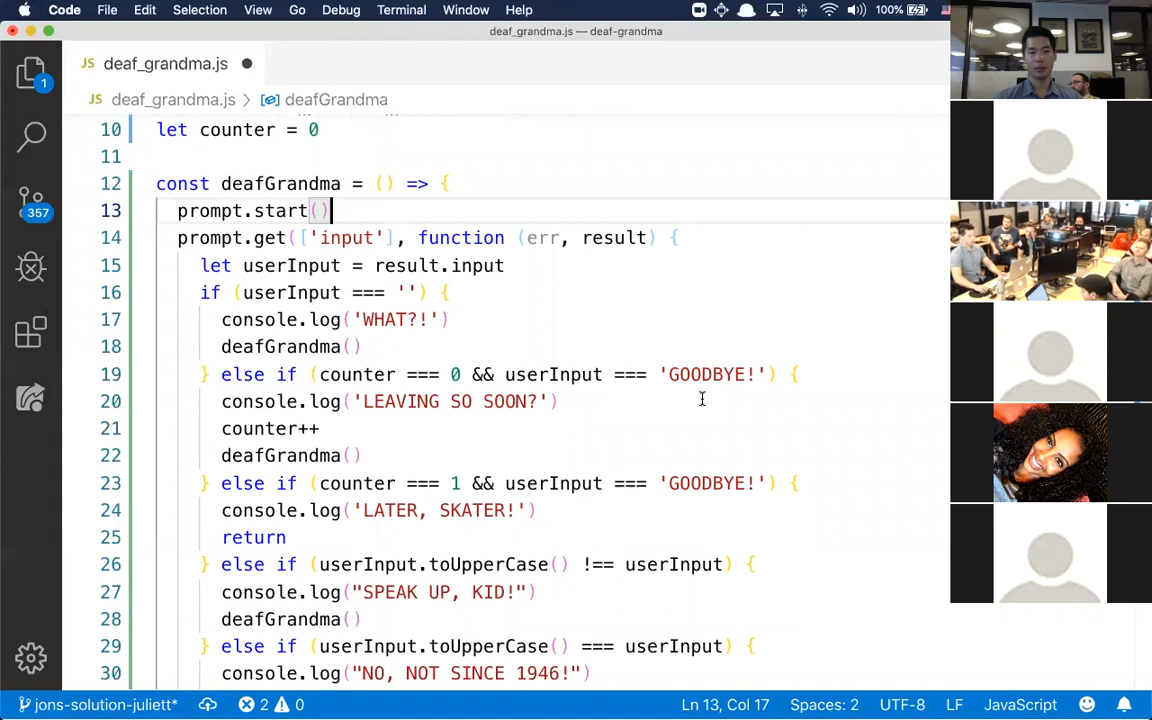 Code File Edit Selection View Go Debug Terminal Window Help 100%
deaf_grandma.js — deaf-grandma
JS deaf_grandma.js
JS deaf_grandma.js > deafGrandma
1
357
10 let counter = 0
11
12 const deafGrandma = () => {
13 prompt.start()
14 prompt.get(['input'], function (err, result) {
15 let userInput = result.input
16 if (userInput === '') {
17 console.log('WHAT?!')
18 deafGrandma()
19 } else if (counter === 0 && userInput === 'GOODBYE!') {
20 console.log('LEAVING SO SOON?')
21 counter++
22 deafGrandma()
23 } else if (counter === 1 && userInput === 'GOODBYE!') {
24 console.log('LATER, SKATER!')
25 return
26 } else if (userInput.toUpperCase() !== userInput) {
27 console.log("SPEAK UP, KID!")
28 deafGrandma()
29 } else if (userInput.toUpperCase() === userInput) {
30 console.log("NO, NOT SINCE 1946!")
jons-solution-juliett* 2 0 Ln 13, Col 17 Spaces: 2 UTF-8 LF JavaScript